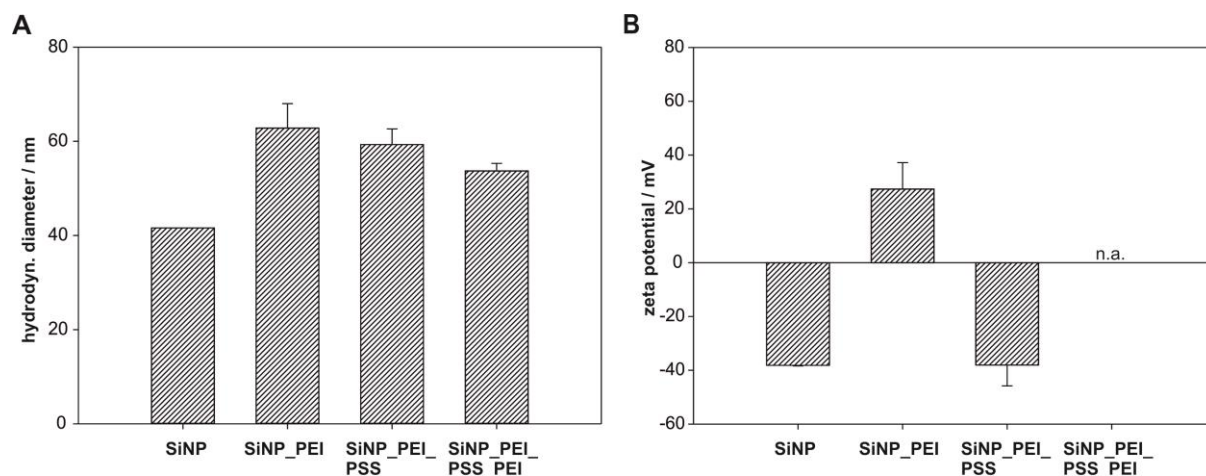 A
hydrodyn. diameter / nm
80
60
40
20
0
SiNP
SiNP_PEI
SiNP_PEI_
PSS
SiNP_PEI_
PSS_PEI
B
zeta potential / mV
80
60
40
20
0
-20
-40
-60
n.a.
SiNP
SiNP_PEI
SiNP_PEI_
PSS
SiNP_PEI_
PSS_PEI